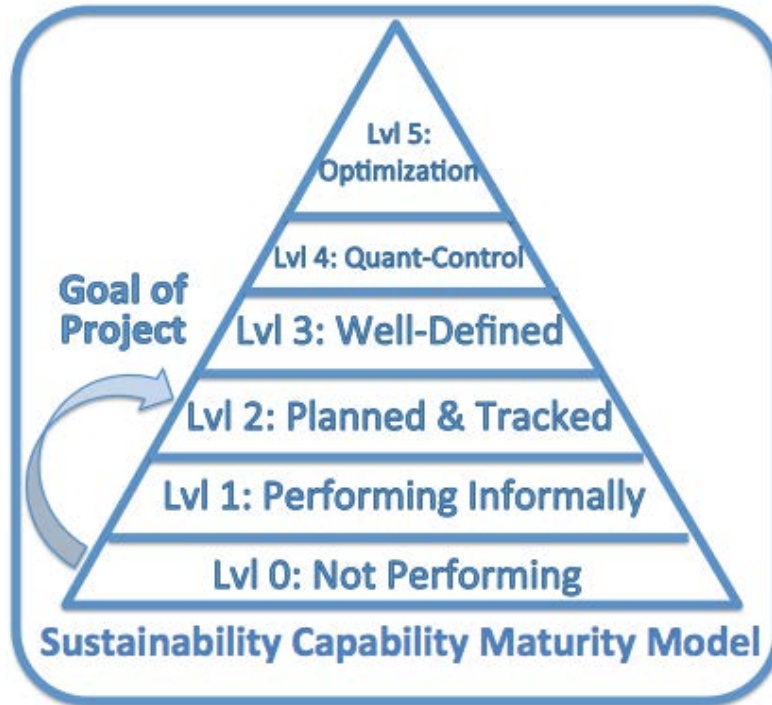 Lvl 5:
Optimization
Lvl 4: Quant-Control
Goal of
Project
Lvl 3: Well-Defined
Lvl 2: Planned & Tracked
Lvl 1: Performing Informally
Lvl 0: Not Performing
Sustainability Capability Maturity Model